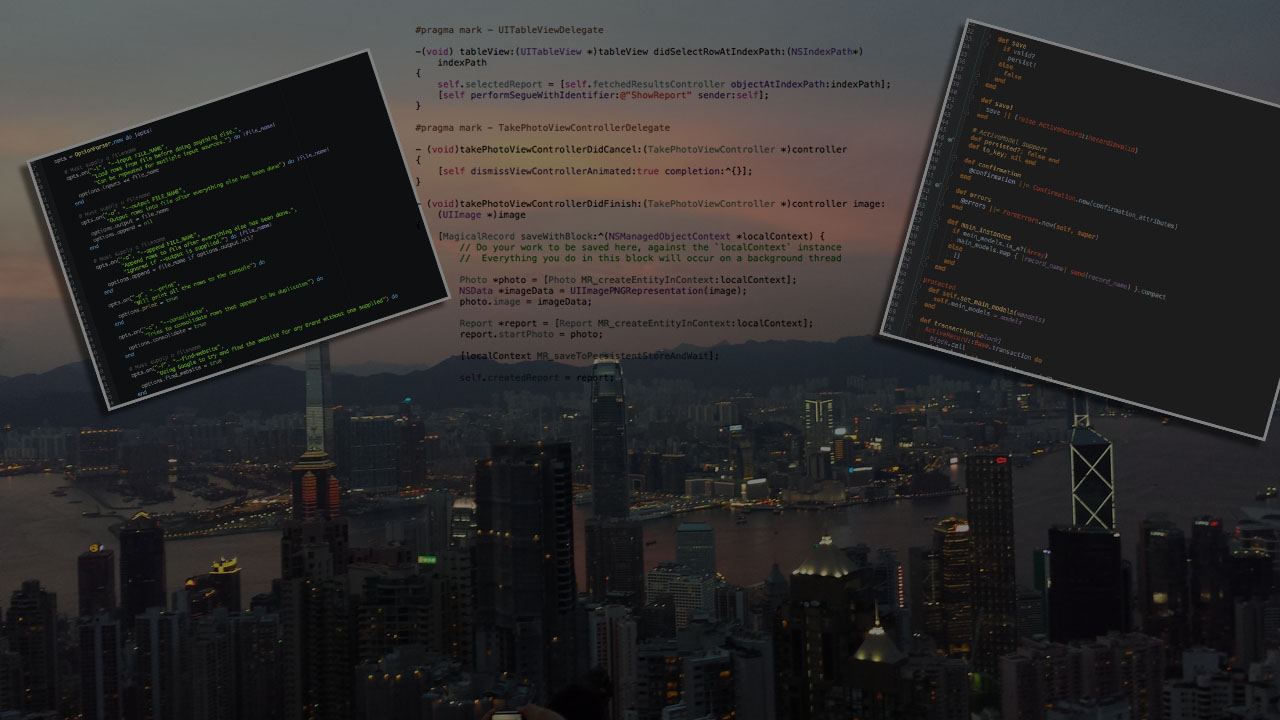 opts = OptionParser.new do |opts|
# Must supply a filename
opts.on("-i", "--input FILE_NAME",
"Load rows from file before doing anything else.",
"Can be repeated for multiple input sources.") do |file_name|
options.inputs << file_name
end
# Must supply a filename
opts.on("-o", "--output FILE_NAME",
"Output rows into file after everything else has been done") do |file_name|
options.output = file_name
options.append = nil
end
# Must supply a filename
opts.on("-a", "--append FILE_NAME",
"Append rows to file after everything else has been done.",
"Ignored if --output is supplied.") do |file_name|
options.append = file_name if options.output.nil?
end
opts.on("-p", "--print",
"Will print all the rows to the console") do
options.print = true
end
opts.on("-c", "--consolidate",
"Tries to consolidate rows that appear to be duplicates") do
options.consolidate = true
end
# Must supply a filename
opts.on("-f", "--find-website",
"Using Google to try and find the website for any brand without one supplied") do
options.find_website = true
end
#pragma mark - UITableViewDelegate
-(void) tableView:(UITableView *)tableView didSelectRowAtIndexPath:(NSIndexPath*)
indexPath
{
self.selectedReport = [self.fetchedResultsController objectAtIndexPath:indexPath];
[self performSegueWithIdentifier:@"ShowReport" sender:self];
}
#pragma mark - TakePhotoViewControllerDelegate
- (void)takePhotoViewControllerDidCancel:(TakePhotoViewController *)controller
{
[self dismissViewControllerAnimated:true completion:^{}];
}
- (void)takePhotoViewControllerDidFinish:(TakePhotoViewController *)controller image:
(UIImage *)image
{
[MagicalRecord saveWithBlock:^(NSManagedObjectContext *localContext) {
// Do your work to be saved here, against the `localContext` instance
// Everything you do in this block will occur on a background thread
Photo *photo = [Photo MR_createEntityInContext:localContext];
NSData *imageData = UIImagePNGRepresentation(image);
photo.image = imageData;
Report *report = [Report MR_createEntityInContext:localContext];
report.startPhoto = photo;
[localContext MR_saveToPersistentStoreAndWait];
self.createdReport = report;
def save
if valid?
persist!
else
false
end
end
def save!
save || (raise ActiveRecord::RecordInvalid)
end
# ActiveModel support
def persisted?; false end
def to_key; nil end
def confirmation
@confirmation ||= Confirmation.new(confirmation_attributes)
end
def errors
@errors ||= FormErrors.new(self, super)
end
def main_instances
if main_models.is_a?(Array)
main_models.map { |record_name| send(record_name) }.compact
else
[]
end
end
protected
def self.set_main_models(*models)
self.main_models = models
end
def transaction(&block)
ActiveRecord::Base.transaction do
block.call